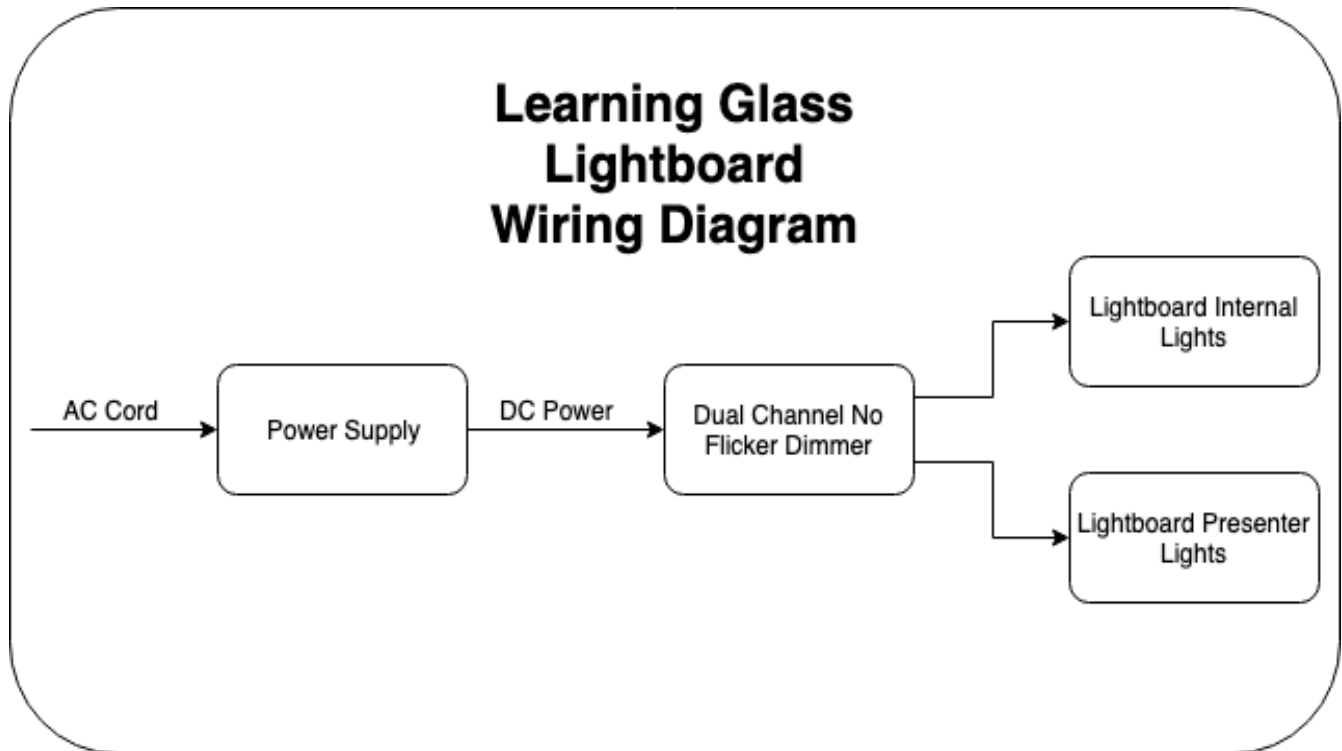 Learning Glass
Lightboard
Wiring Diagram
AC Cord
Power Supply
DC Power
Dual Channel No
Flicker Dimmer
Lightboard Internal
Lights
Lightboard Presenter
Lights